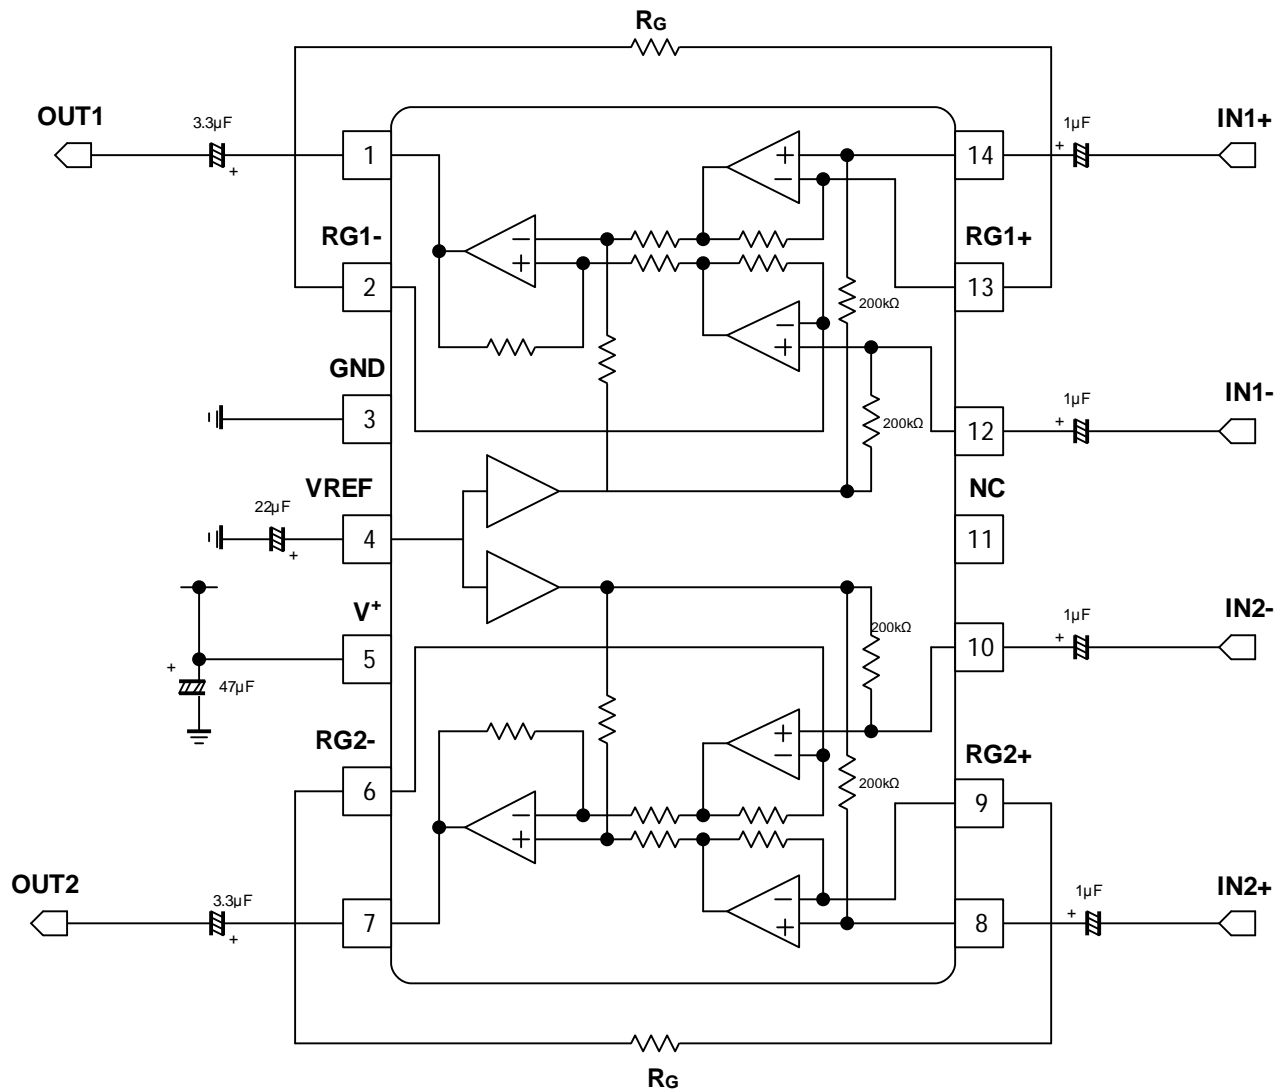 RG
OUT1
3.3µF
+
1
+
−
14
+
1µF
IN1+
RG1-
−
+
RG1+
2
13
200kΩ
−
+
GND
3
200kΩ
12
+
1µF
IN1-
VREF
22µF
+
4
NC
11
V+
5
+
47µF
200kΩ
10
+
1µF
IN2-
RG2-
+
−
RG2+
6
200kΩ
9
−
+
OUT2
3.3µF
+
7
−
+
8
+
1µF
IN2+
RG